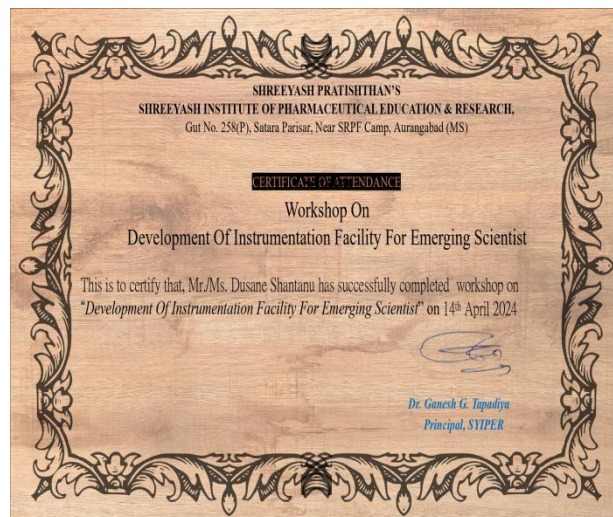 SHREEYASH PRATISHTHAN'S
SHREEYASH INSTITUTE OF PHARMACEUTICAL EDUCATION & RESEARCH,
Gut No. 258(P), Satara Parisar, Near SRPF Camp, Aurangabad (MS)
CERTIFICATE OF ATTENDANCE
Workshop On
Development Of Instrumentation Facility For Emerging Scientist
This is to certify that, Mr./Ms. Dusane Shantanu has successfully completed workshop on
"Development Of Instrumentation Facility For Emerging Scientist" on 14th April 2024
Dr. Ganesh G. Tapadiya
Principal, SYIPER